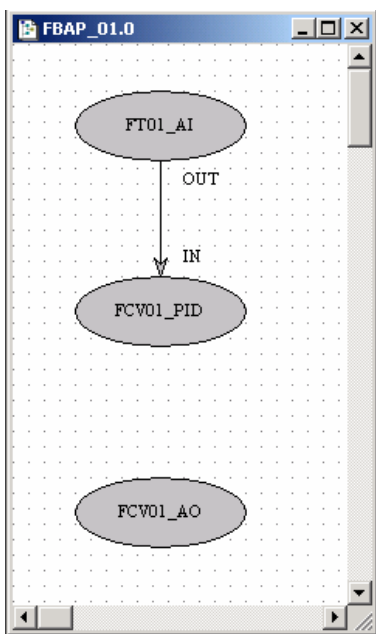 FBAP_01.0
FT01_AI
OUT
IN
FCV01_PID
FCV01_AO